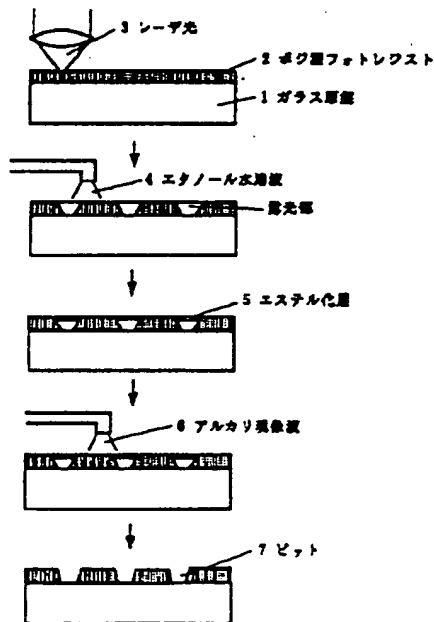 3 レーザ光
2 ポジ型フォトレジスト
1 ガラス原盤
4 エタノール水溶液
露光部
5 エステル化層
6 アルカリ現像液
7 ピット